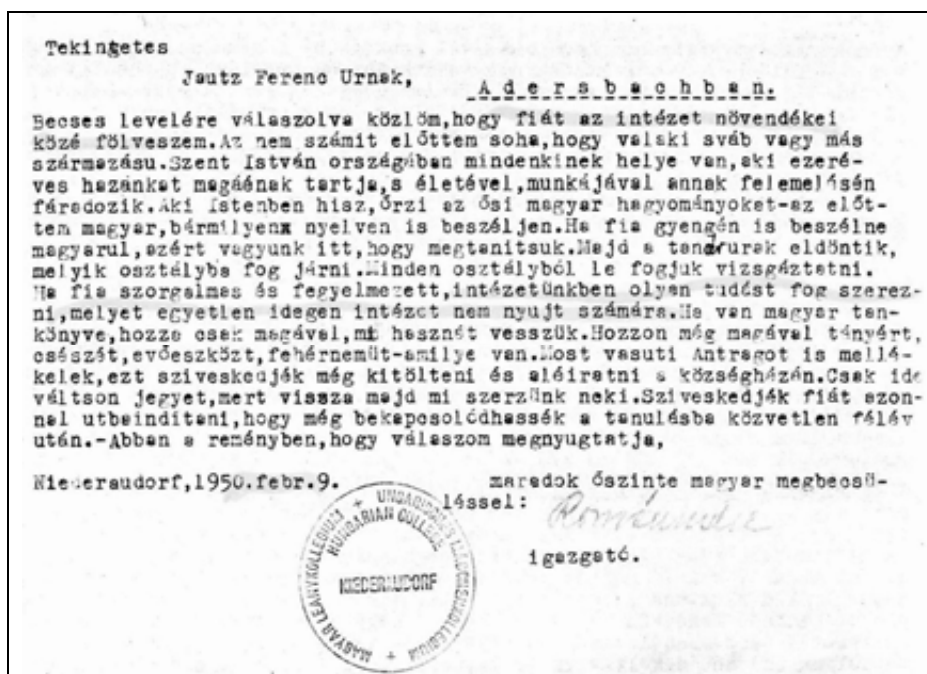 Tekingetes
Jautz Ferenc Urnak,
A d e r s b a c h b a n.
Becses levelére válaszolva közlöm,hogy fiát az intézet növendékei
közé fölveszem.Az nem számit előttem soha,hogy valaki sváb vagy más
származásu.Szent István országában mindenkinek helye van,aki ezeré-
ves hazánkat magáénak tartja,s életével,munkájával annak felemelésén
fáradozik.Aki Istenben hisz,őrzi az ősi magyar hagyományoket-az előt-
tem magyar,bármilyenx nyelven is beszéljen.Ha fia gyengén is beszélne
magyarul,azért vagyunk itt,hogy megtanitsuk.Majd a tanárurak eldöntik,
melyik osztályba fog járni.Minden osztályból le fogjuk vizsgáztatni.
Ha fia szorgalmas és fegyelmezett,intézetünkben olyan tudást fog szerez-
ni,melyet egyetlen idegen intézet nem nyujt számára.Ha van magyar tan-
könyve,hozza csak magával,mi hasznát vesszük.Hozzon még magával tányért,
csészét,evőeszközt,fehérnemüt-amilye van.Most vasuti Antragot is mellé-
kelek,ezt sziveskedjék még kitölteni és aláiratni a községházán.Csak ide
váltson jegyet,mert vissza majd mi szerzünk neki.Sziveskedjék fiát azon-
nal utbainditani,hogy még bekapcsolódhassék a tanulásba közvetlen félév
után.-Abban a reményben,hogy válaszom megnyugtatja,
Niederaudorf,1950.febr.9.
maradok őszinte magyar megbecsü-
léssel:
igazgató.
MAGYAR LEANYKOLLEGIUM + UNGARISCHES
HUNGARIAN COLLEGE
NIEDERAUDORF